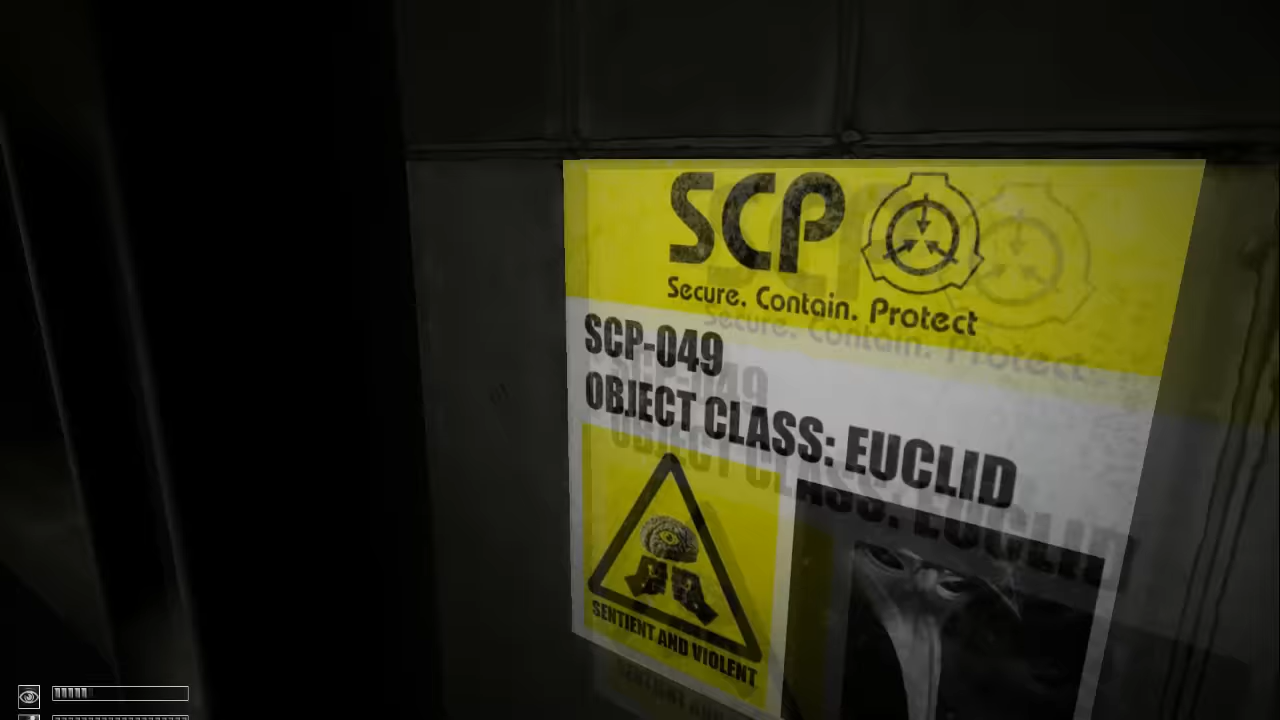 SCP
Secure. Contain. Protect
SCP-049
OBJECT CLASS: EUCLID
SENTIENT AND VIOLENT